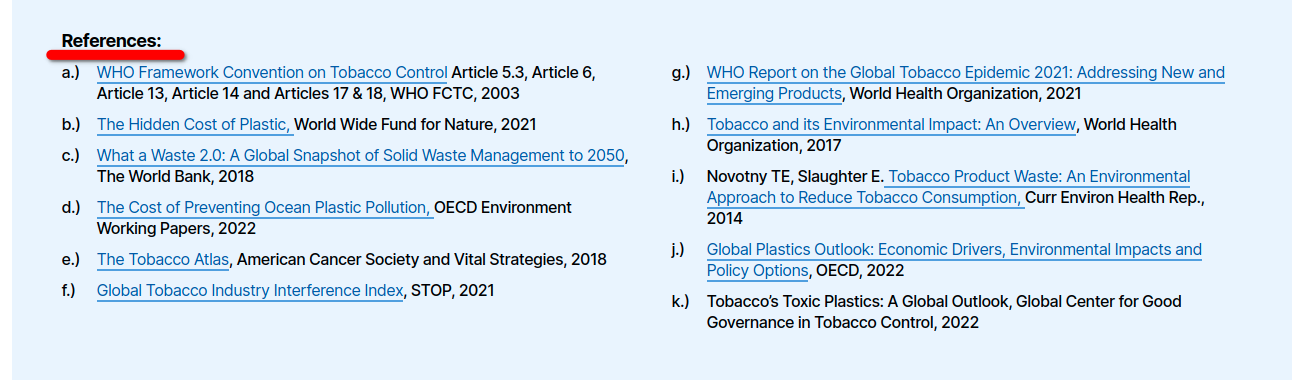 References:
a.) WHO Framework Convention on Tobacco Control Article 5.3, Article 6,
Article 13, Article 14 and Articles 17 & 18, WHO FCTC, 2003
b.) The Hidden Cost of Plastic, World Wide Fund for Nature, 2021
c.) What a Waste 2.0: A Global Snapshot of Solid Waste Management to 2050,
The World Bank, 2018
d.) The Cost of Preventing Ocean Plastic Pollution, OECD Environment
Working Papers, 2022
e.) The Tobacco Atlas, American Cancer Society and Vital Strategies, 2018
f.) Global Tobacco Industry Interference Index, STOP, 2021
g.) WHO Report on the Global Tobacco Epidemic 2021: Addressing New and
Emerging Products, World Health Organization, 2021
h.) Tobacco and its Environmental Impact: An Overview, World Health
Organization, 2017
i.) Novotny TE, Slaughter E. Tobacco Product Waste: An Environmental
Approach to Reduce Tobacco Consumption, Curr Environ Health Rep.,
2014
j.) Global Plastics Outlook: Economic Drivers, Environmental Impacts and
Policy Options, OECD, 2022
k.) Tobacco’s Toxic Plastics: A Global Outlook, Global Center for Good
Governance in Tobacco Control, 2022